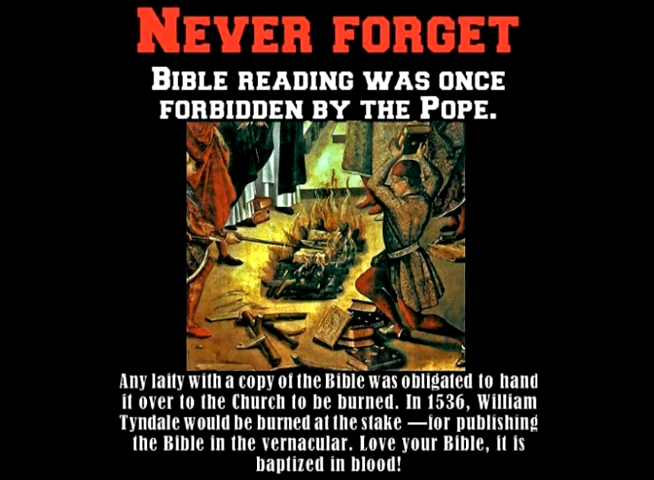 NEVER FORGET
BIBLE READING WAS ONCE
FORBIDDEN BY THE POPE.
Any laity with a copy of the Bible was obligated to hand
it over to the Church to be burned. In 1536, William
Tyndale would be burned at the stake —for publishing
the Bible in the vernacular. Love your Bible, it is
baptized in blood!